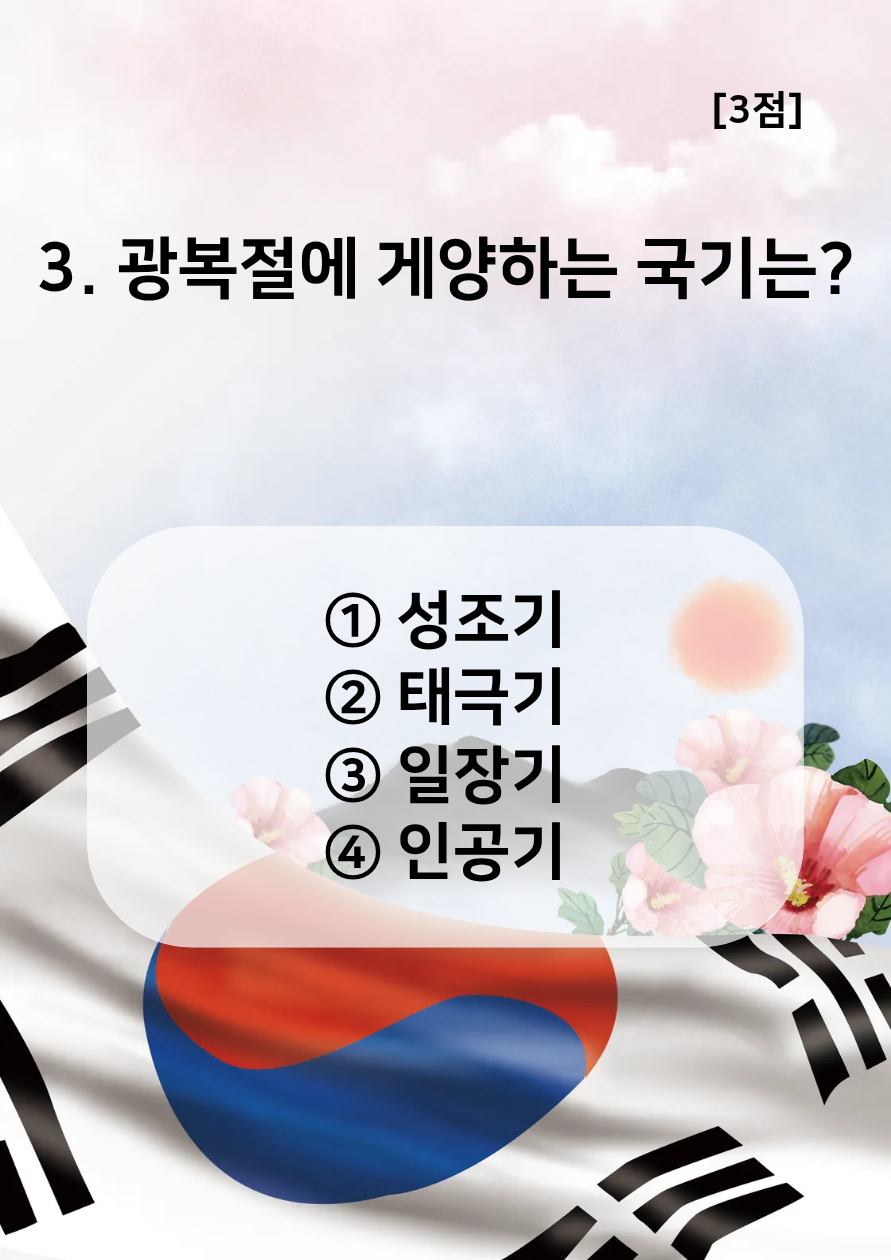 [3점]
3. 광복절에 게양하는 국기는?
① 성조기
② 태극기
③ 일장기
④ 인공기